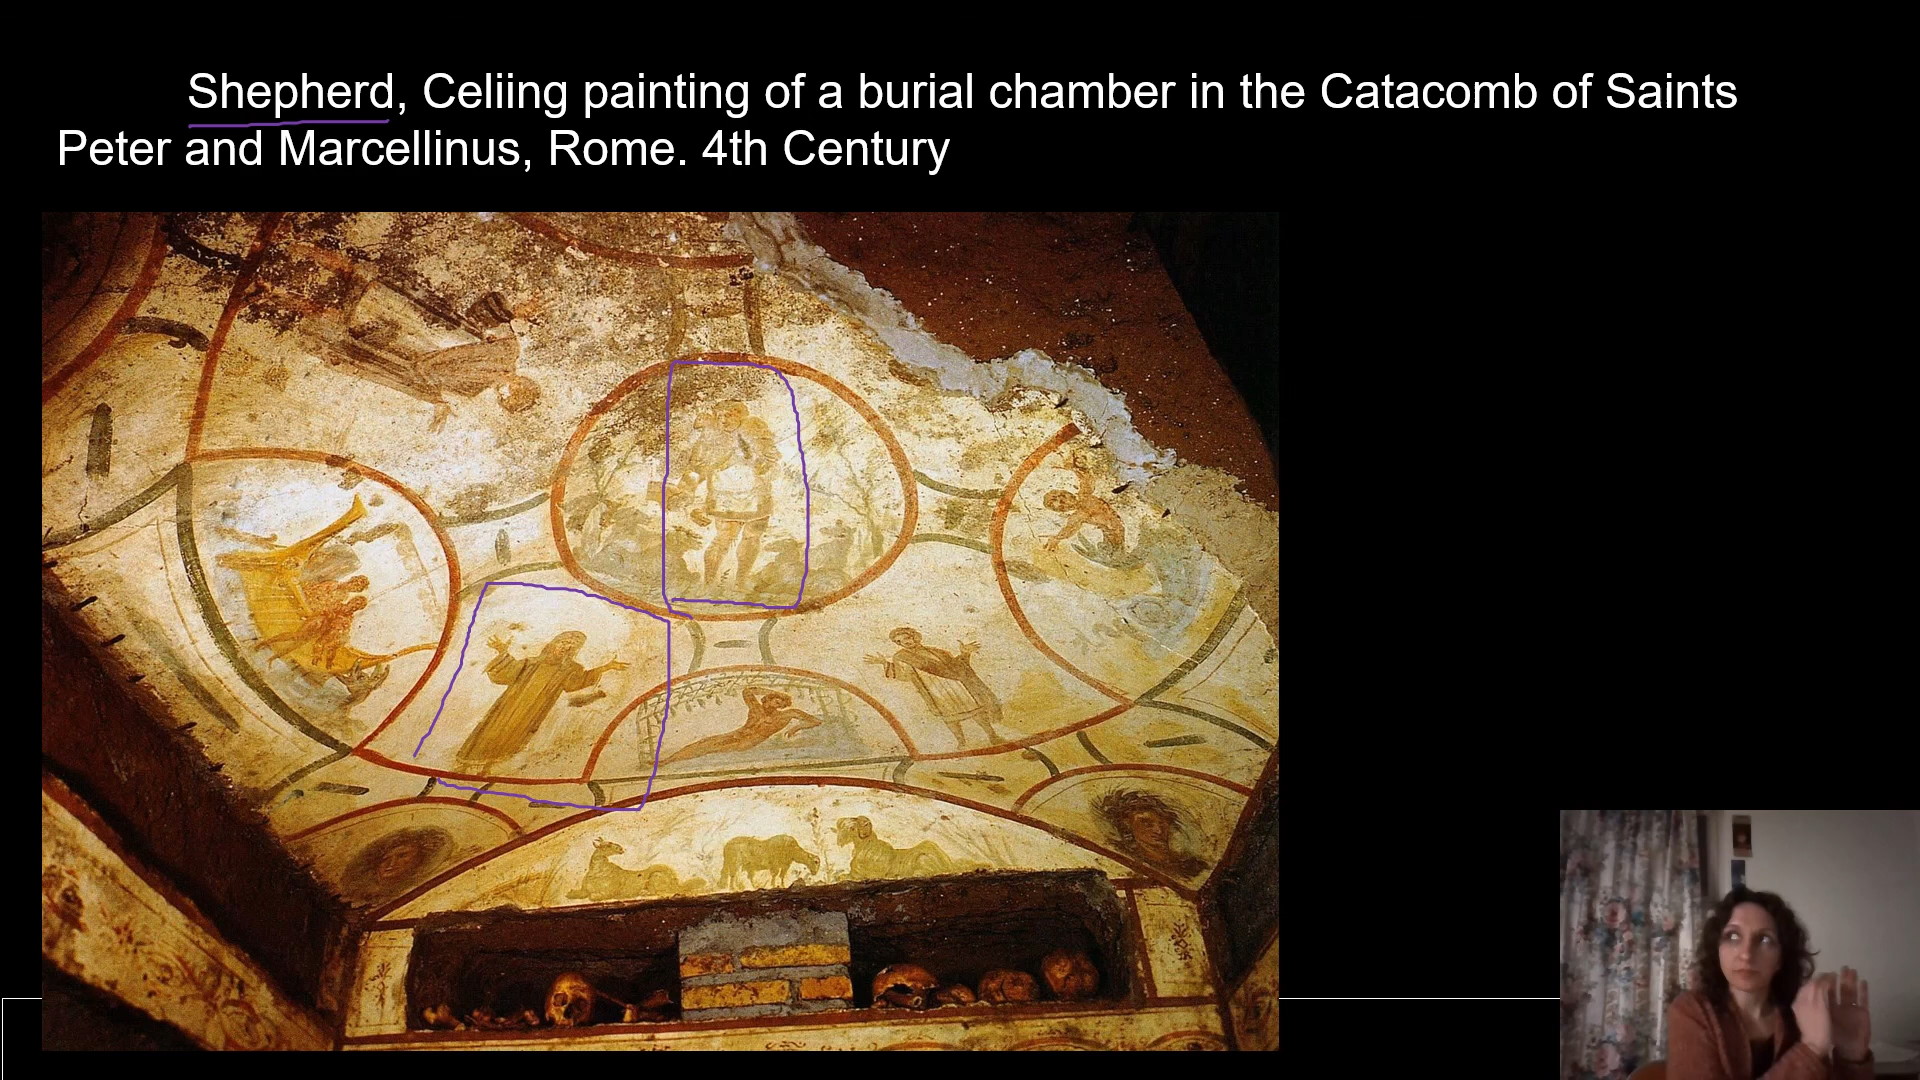 Shepherd, Celiing painting of a burial chamber in the Catacomb of Saints
Peter and Marcellinus, Rome. 4th Century